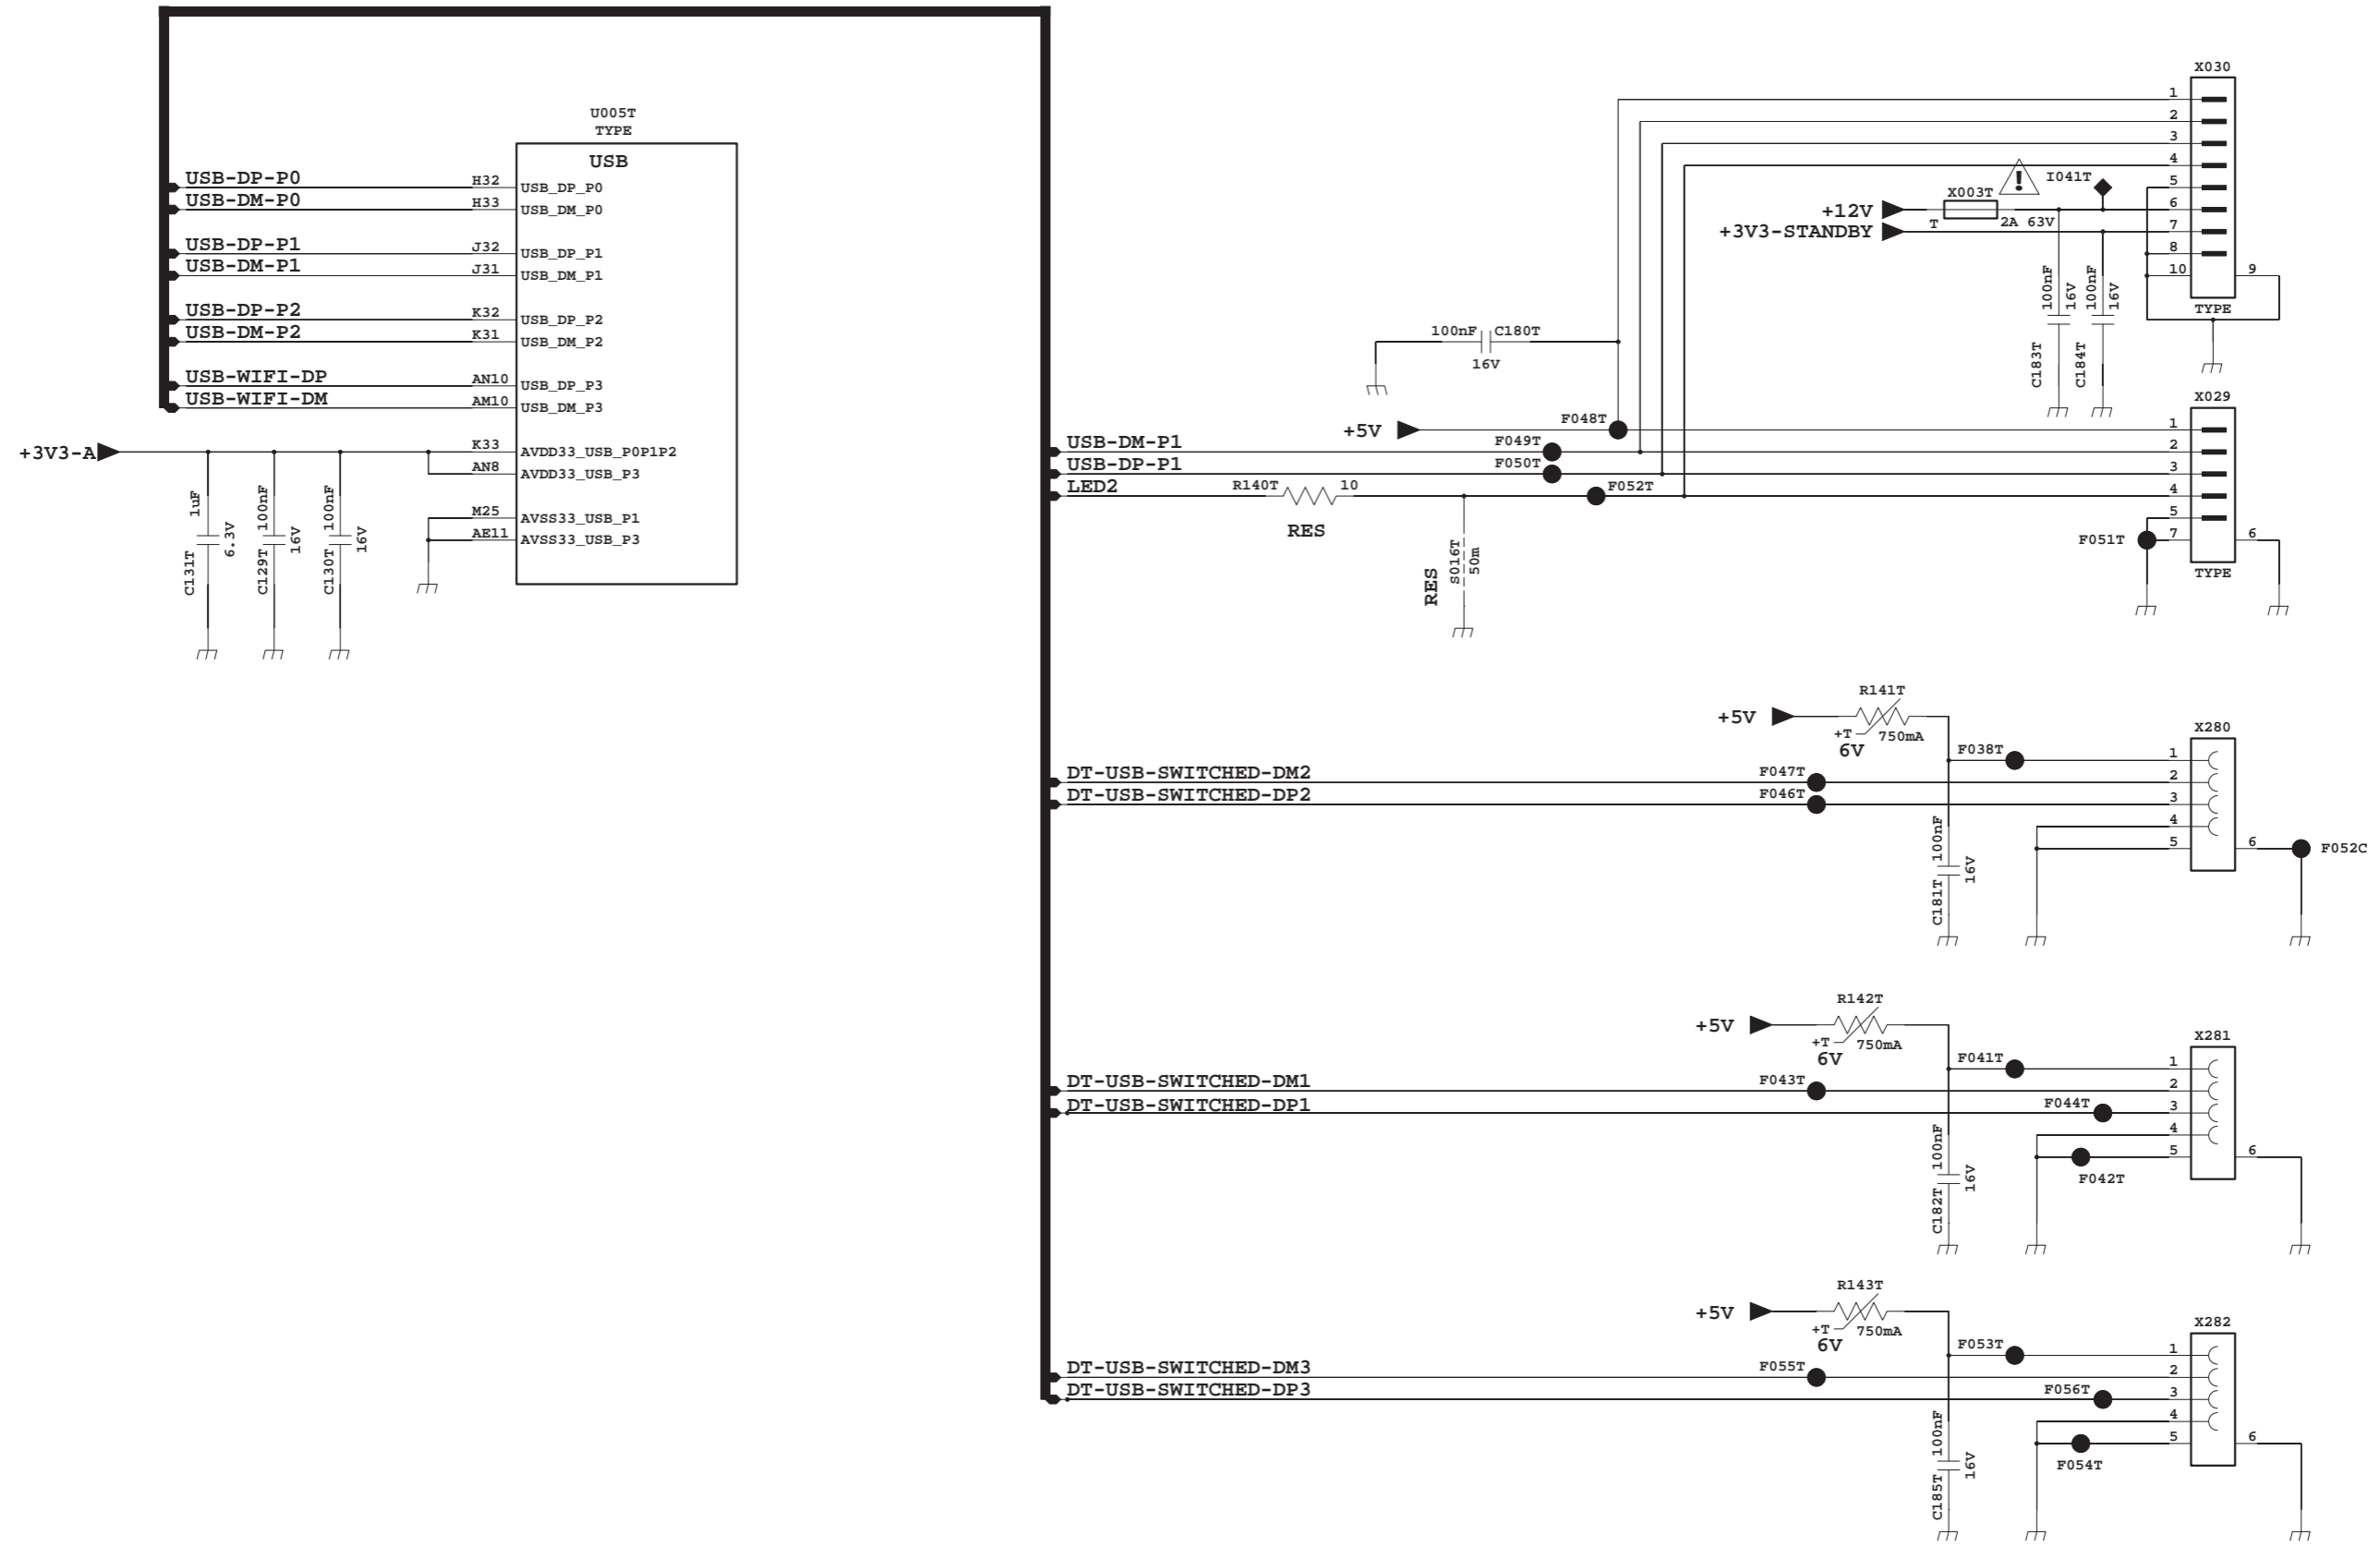 U005T
TYPE
USB
USB-DP-P0 H32 USB_DP_P0
USB-DM-P0 H33 USB_DM_P0
USB-DP-P1 J32 USB_DP_P1
USB-DM-P1 J31 USB_DM_P1
USB-DP-P2 K32 USB_DP_P2
USB-DM-P2 K31 USB_DM_P2
USB-WIFI-DP AN10 USB_DP_P3
USB-WIFI-DM AM10 USB_DM_P3
+3V3-A K33 AVDD33_USB_P0P1P2
AN8 AVDD33_USB_P3
M25 AVSS33_USB_P1
AE11 AVSS33_USB_P3
C131T 1uF
6.3V
C129T 100nF
16V
C130T 100nF
16V
X030
1
2
3
4
5
6
7
8
10 9
TYPE
+12V X003T
T 2A 63V
!
I041T
+3V3-STANDBY
C183T 100nF
16V
C184T 100nF
16V
100nF C180T
16V
X029
+5V F048T 1
USB-DM-P1 F049T 2
USB-DP-P1 F050T 3
LED2 R140T 10 F052T 4
RES
5
F051T 7 6
TYPE
RES
S016T
50m
R141T
+5V
+T 750mA
6V
X280
F038T 1
DT-USB-SWITCHED-DM2 F047T 2
DT-USB-SWITCHED-DP2 F046T 3
4
5 6 F052C
C181T 100nF
16V
R142T
+5V
+T 750mA
6V
X281
F041T 1
DT-USB-SWITCHED-DM1 F043T 2
DT-USB-SWITCHED-DP1 F044T 3
4
5 6
F042T
C182T 100nF
16V
R143T
+5V
+T 750mA
6V
X282
F053T 1
DT-USB-SWITCHED-DM3 F055T 2
DT-USB-SWITCHED-DP3 F056T 3
4
5 6
F054T
C185T 100nF
16V